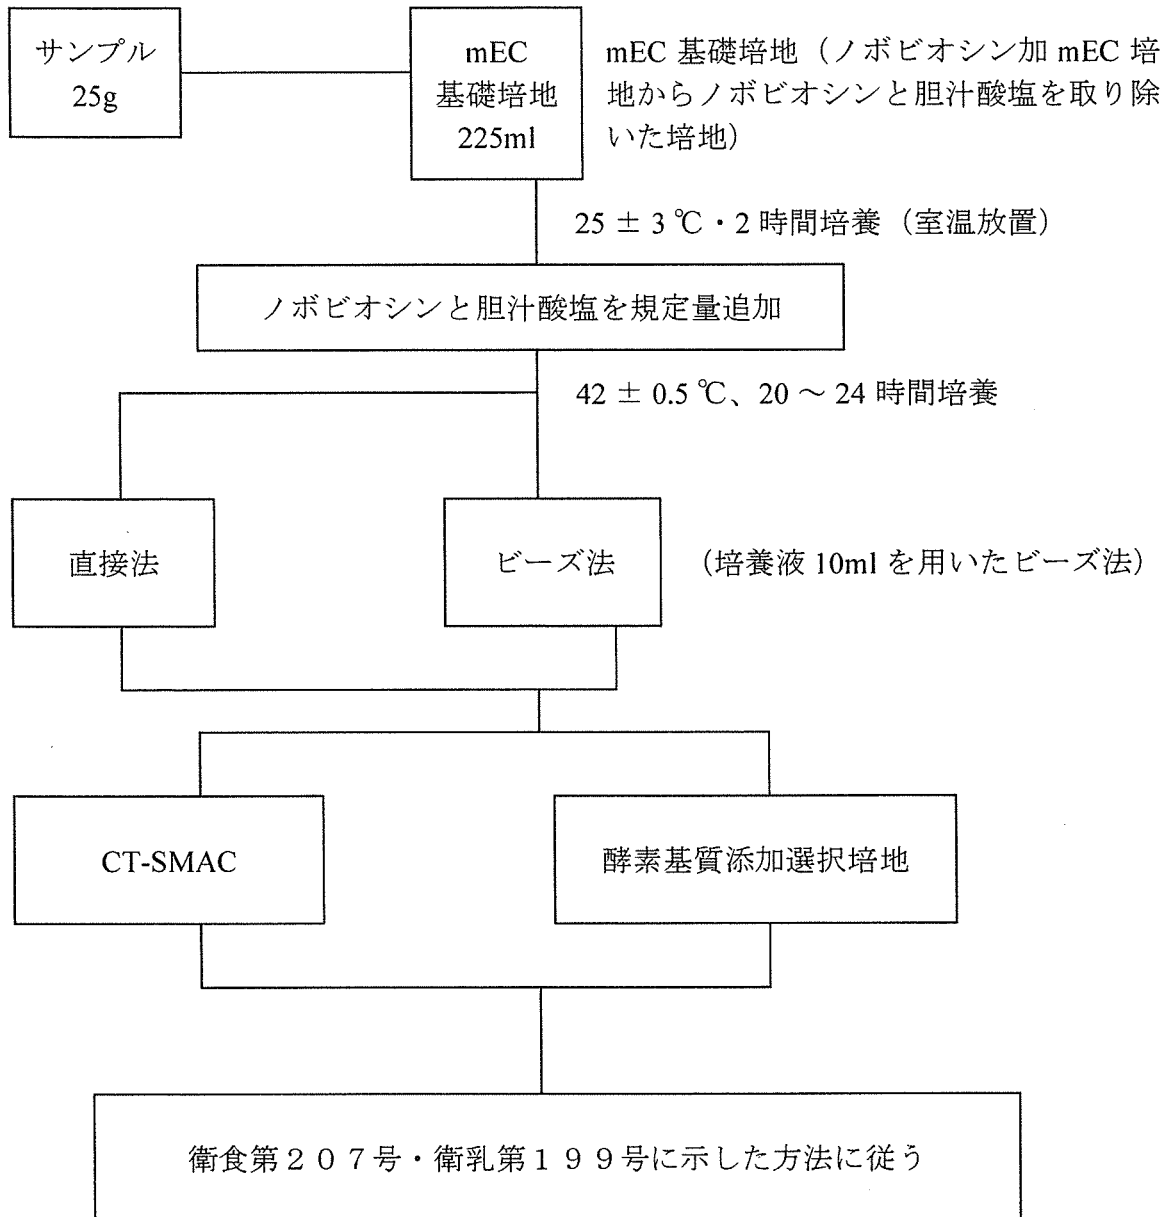 サンプル
25g
mEC
基礎培地
225ml
mEC 基礎培地（ノボビオシン加 mEC 培
地からノボビオシンと胆汁酸塩を取り除
いた培地）
25 ± 3 ℃・2 時間培養（室温放置）
ノボビオシンと胆汁酸塩を規定量追加
42 ± 0.5 ℃、20 ～ 24 時間培養
直接法
ビーズ法
（培養液 10ml を用いたビーズ法）
CT-SMAC
酵素基質添加選択培地
衛食第２０７号・衛乳第１９９号に示した方法に従う